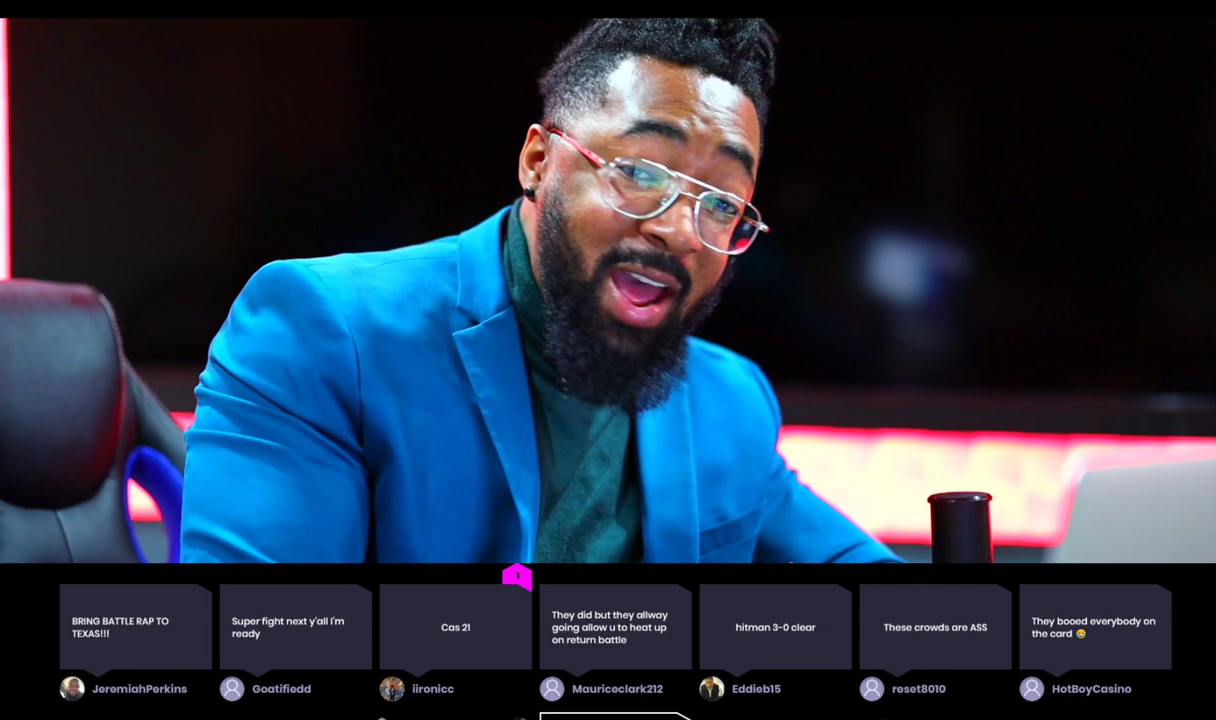 1
BRING BATTLE RAP TO
TEXAS!!!
Super fight next y'all I'm
ready
Cas 21
They did but they allway
going allow u to heat up
on return battle
hitman 3-0 clear
These crowds are ASS
They booed everybody on
the card 😂
JeremiahPerkins
Goatifiedd
iironicc
Mauriceclark212
Eddieb15
reset8010
HotBoyCasino